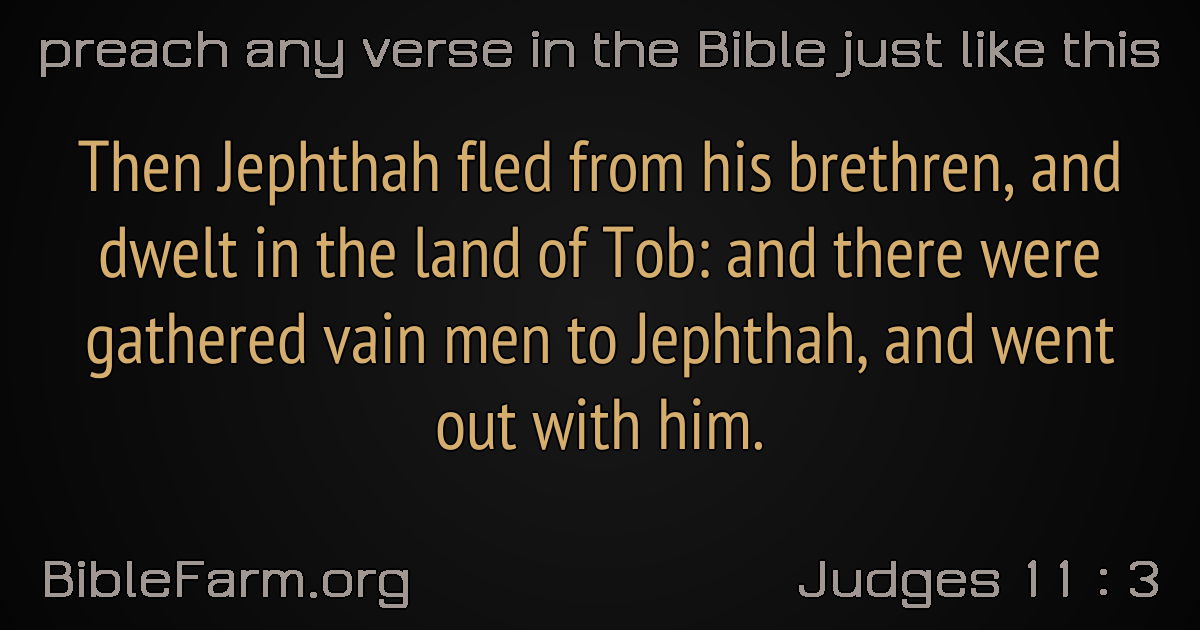 preach any verse in the Bible just like this
Then Jephthah fled from his brethren, and
dwelt in the land of Tob: and there were
gathered vain men to Jephthah, and went
out with him.
BibleFarm.org
Judges 11 : 3